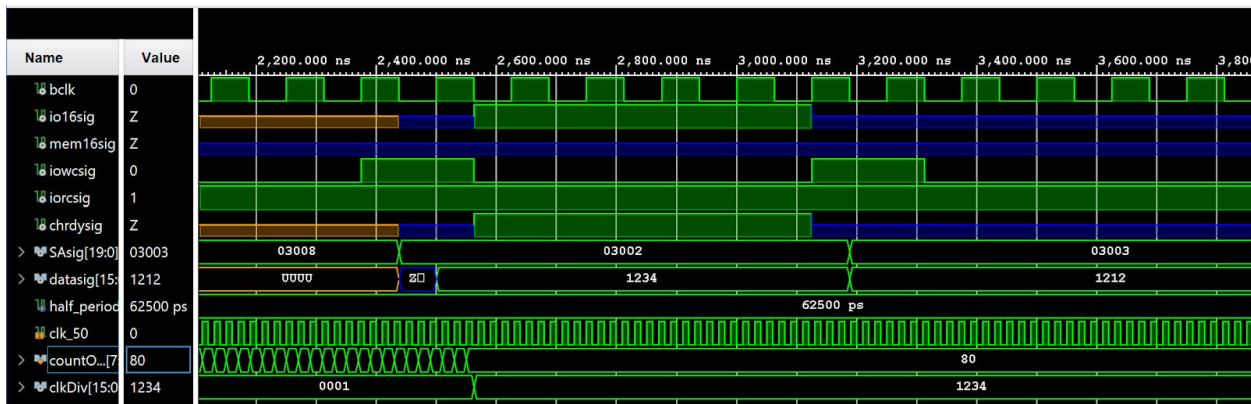 Name Value
2,200.000 ns 2,400.000 ns 2,600.000 ns 2,800.000 ns 3,000.000 ns 3,200.000 ns 3,400.000 ns 3,600.000 ns 3,800
bclk 0
io16sig Z
mem16sig Z
iowcsig 0
iorcsig 1
chrdysig Z
SAsig[19:0] 03003 03008 03002 03003
datasig[15: 1212 UUUU Z 1234 1212
half_period 62500 ps 62500 ps
clk_50 0
countO...[7 80 80
clkDiv[15:0 1234 0001 1234